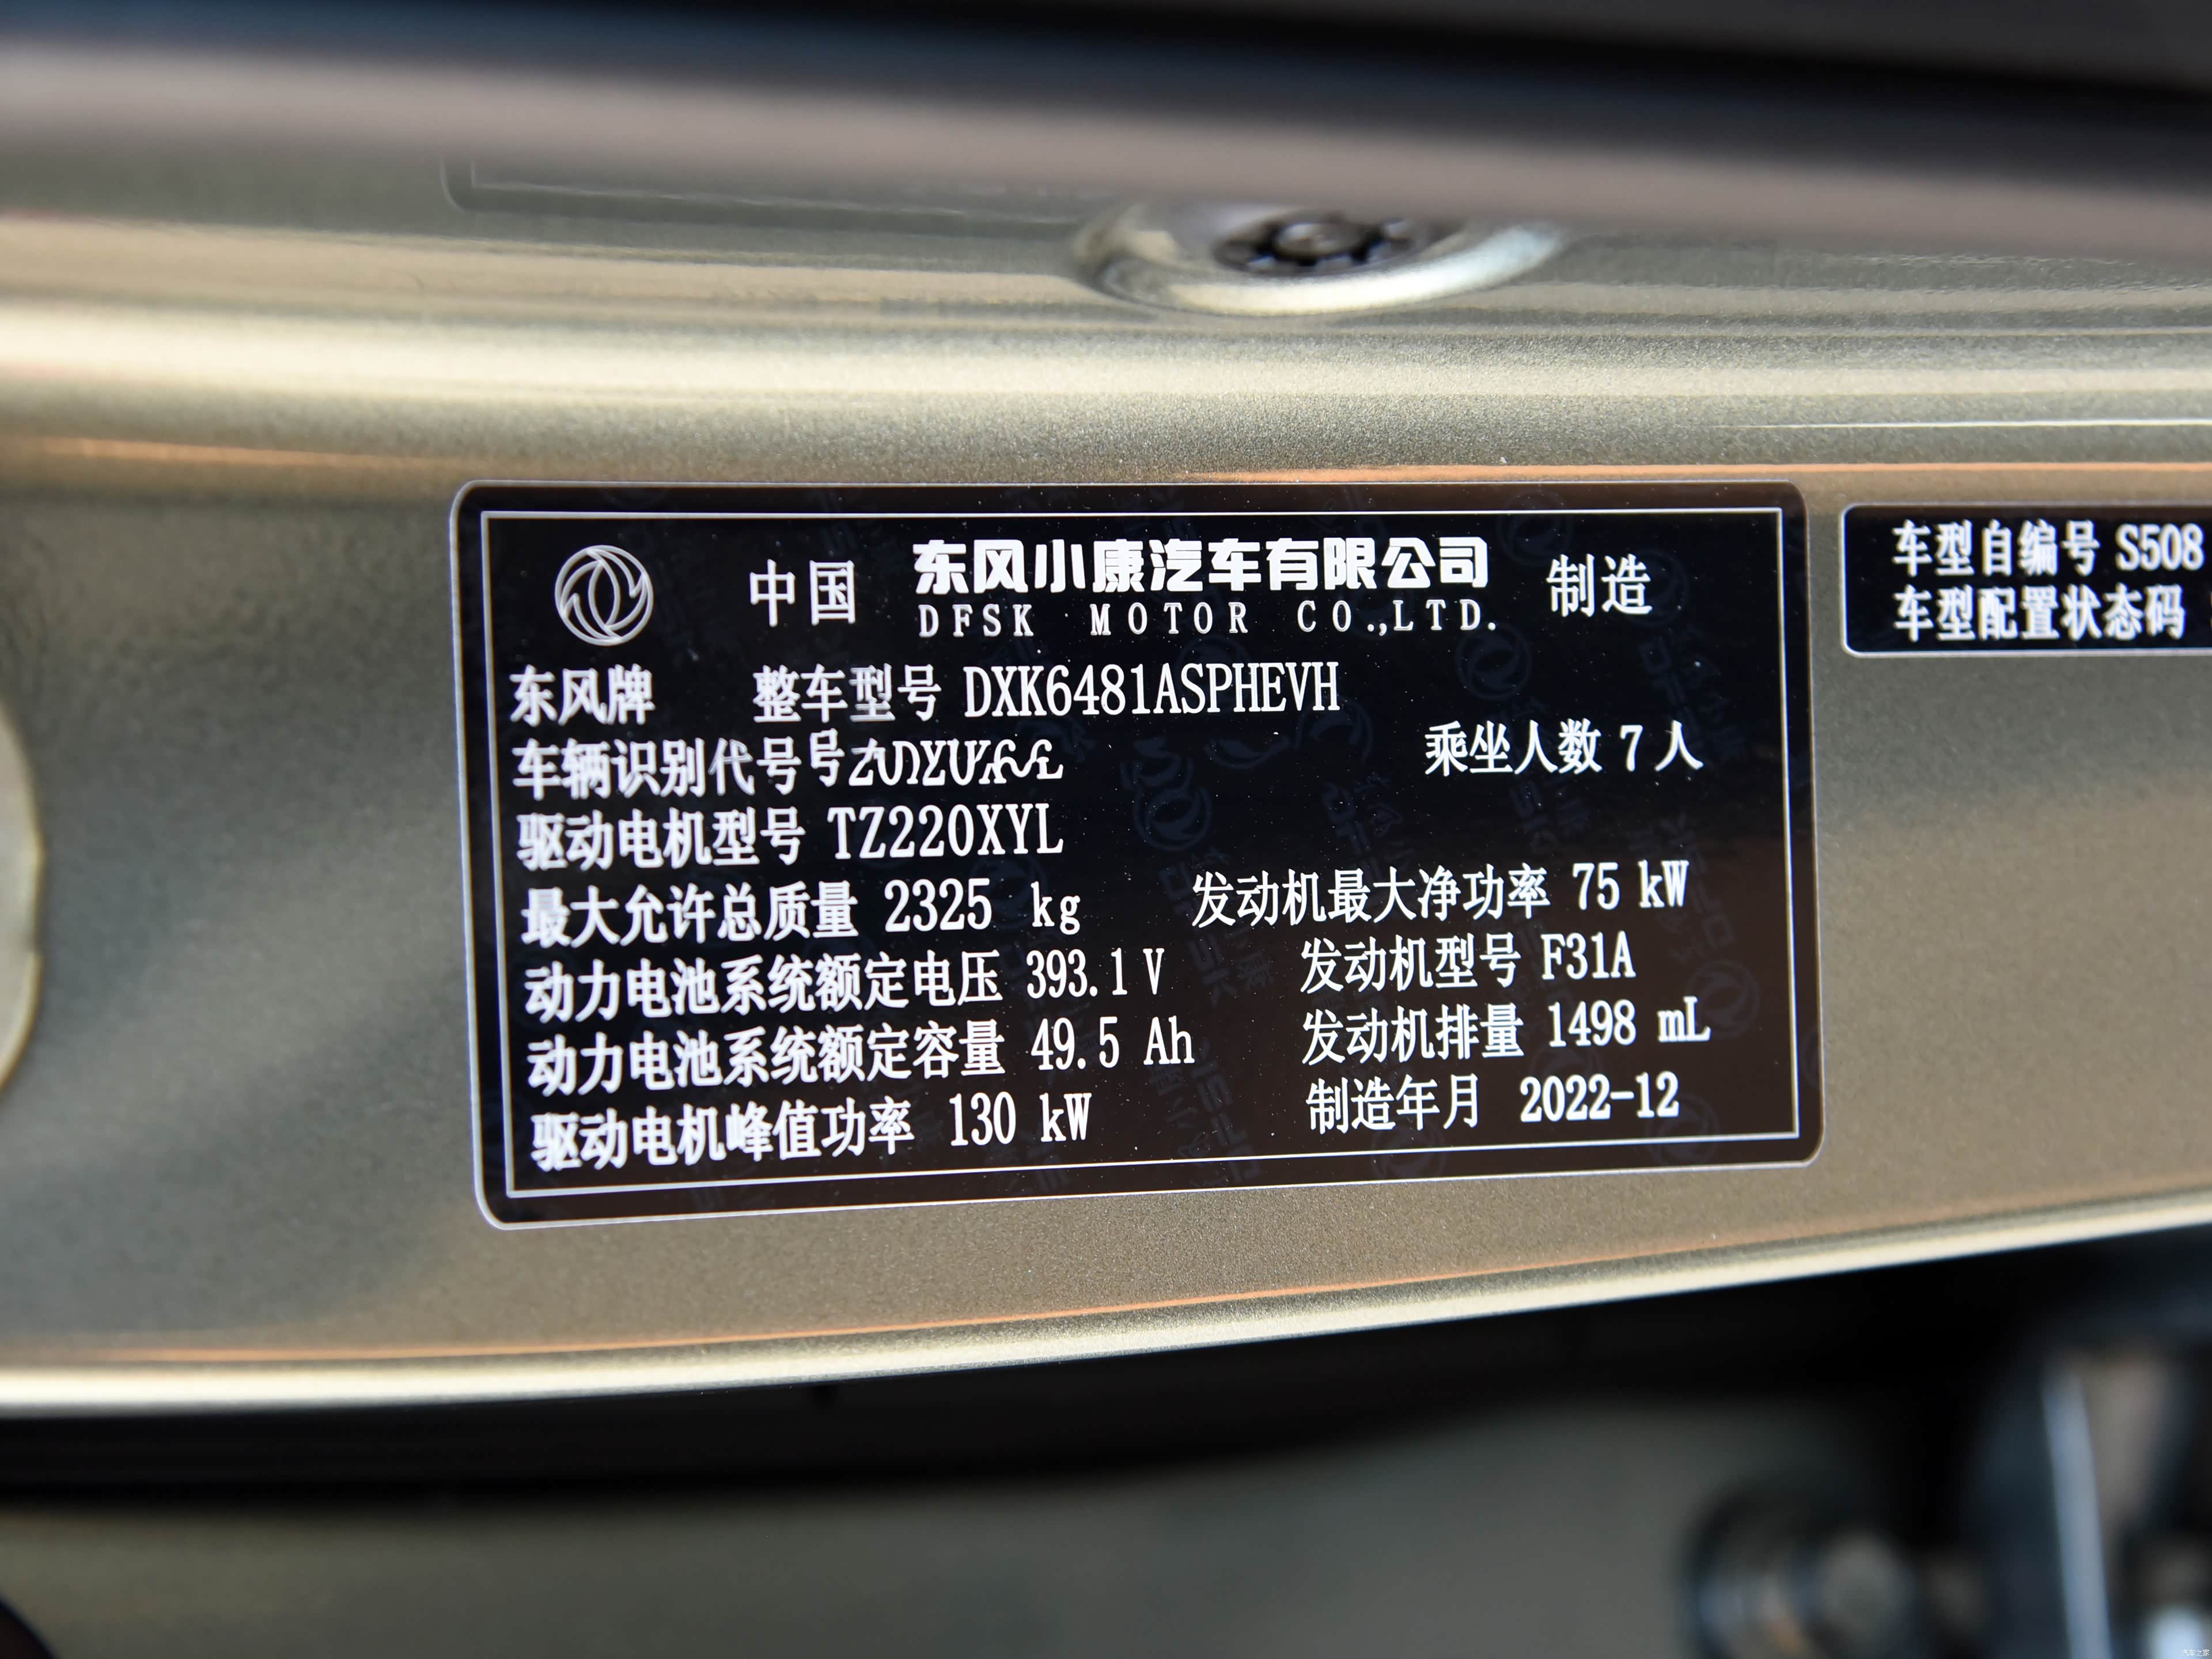 中国 东风小康汽车有限公司 制造
DFSK MOTOR CO.,LTD.
东风牌 整车型号 DXK6481ASPHEVH
车辆识别代号 乘坐人数 7 人
驱动电机型号 TZ220XYL
最大允许总质量 2325 kg 发动机最大净功率 75 kW
动力电池系统额定电压 393.1 V 发动机型号 F31A
动力电池系统额定容量 49.5 Ah 发动机排量 1498 mL
驱动电机峰值功率 130 kW 制造年月 2022-12
车型自编号 S508
车型配置状态码
汽车之家